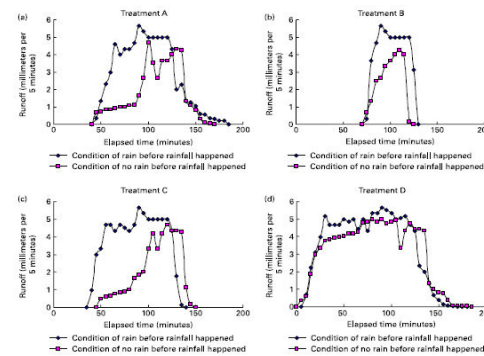 (a) Treatment A
Runoff (millimeters per
5 minutes)
6
5
4
3
2
1
0
0 50 100 150 200
Elapsed time (minutes)
Condition of rain before rainfall happened
Condition of no rain before rainfall happened
(b) Treatment B
Runoff (millimeters per
5 minutes)
6
5
4
3
2
1
0
0 50 100 150 200
Elapsed time (minutes)
Condition of rain before rainfall happened
Condition of no rain before rainfall happened
(c) Treatment C
Runoff (millimeters per
5 minutes)
6
5
4
3
2
1
0
0 50 100 150 200
Elapsed time (minutes)
Condition of rain before rainfall happened
Condition of no rain before rainfall happened
(d) Treatment D
Runoff (millimeters per
5 minutes)
6
5
4
3
2
1
0
0 50 100 150 200
Elapsed time (minutes)
Condition of rain before rainfall happened
Condition of no rain before rainfall happened